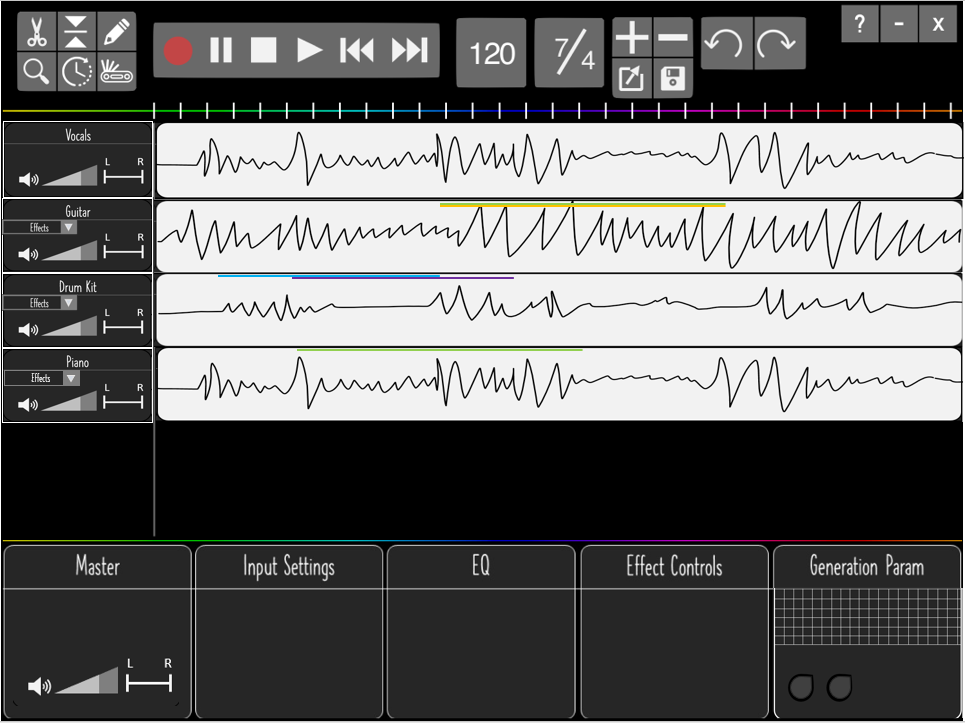 120
7/4
?
-
x
Vocals
L R
Guitar
Effects
L R
Drum Kit
Effects
L R
Piano
Effects
L R
Master
Input Settings
EQ
Effect Controls
Generation Param
L R